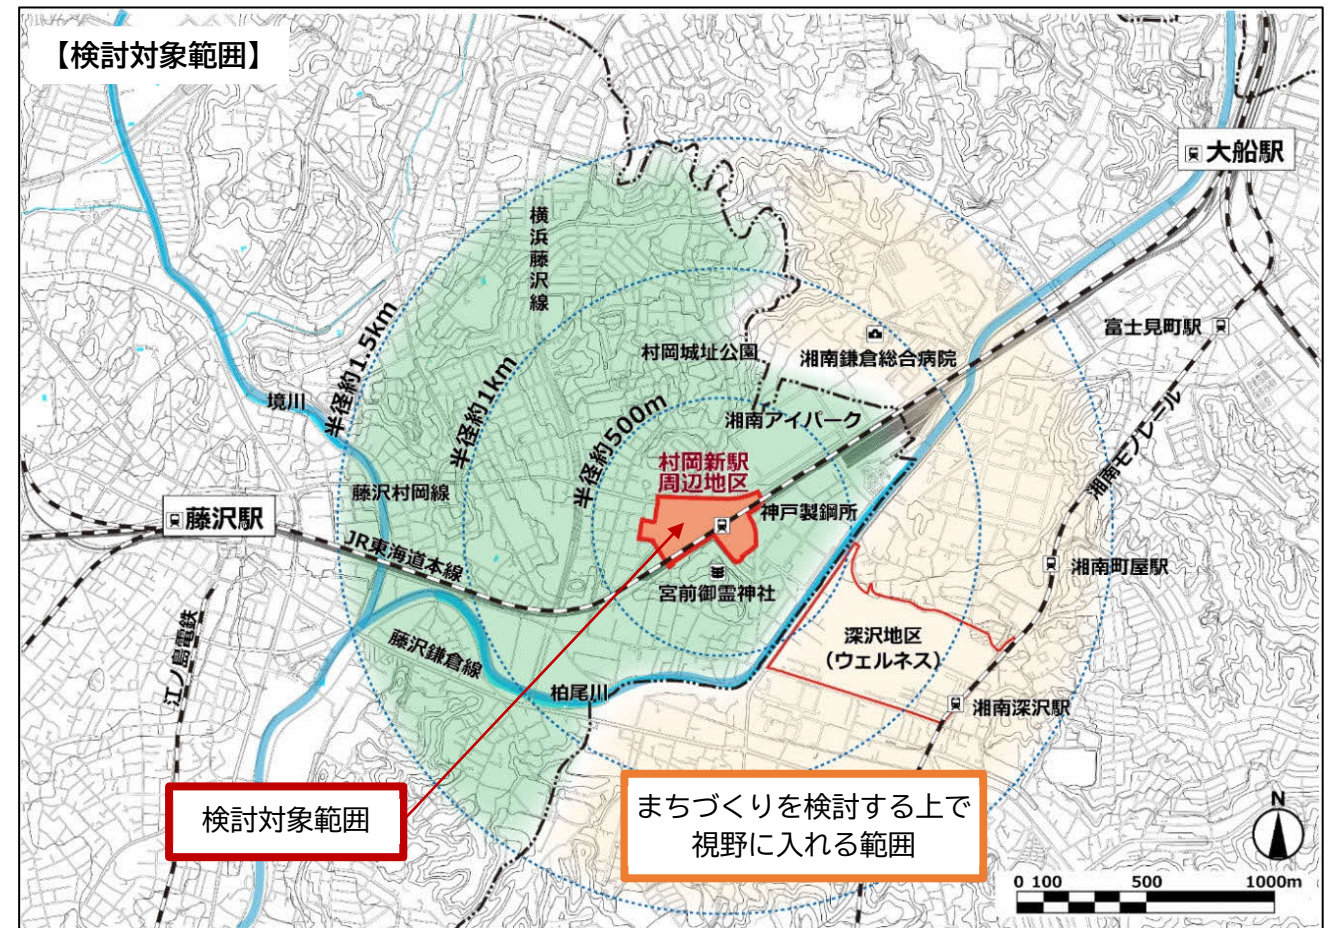 【検討対象範囲】
大船駅
横浜藤沢線
富士見町駅
村岡城址公園
湘南鎌倉総合病院
半径約1.5km
半径約1km
半径約500m
境川
湘南アイパーク
湘南モノレール
村岡新駅
周辺地区
藤沢村岡線
神戸製鋼所
藤沢駅
JR東海道本線
湘南町屋駅
宮前御霊神社
江ノ島電鉄
藤沢鎌倉線
深沢地区
(ウェルネス)
柏尾川
湘南深沢駅
検討対象範囲
まちづくりを検討する上で
視野に入れる範囲
N
0 100 500 1000m